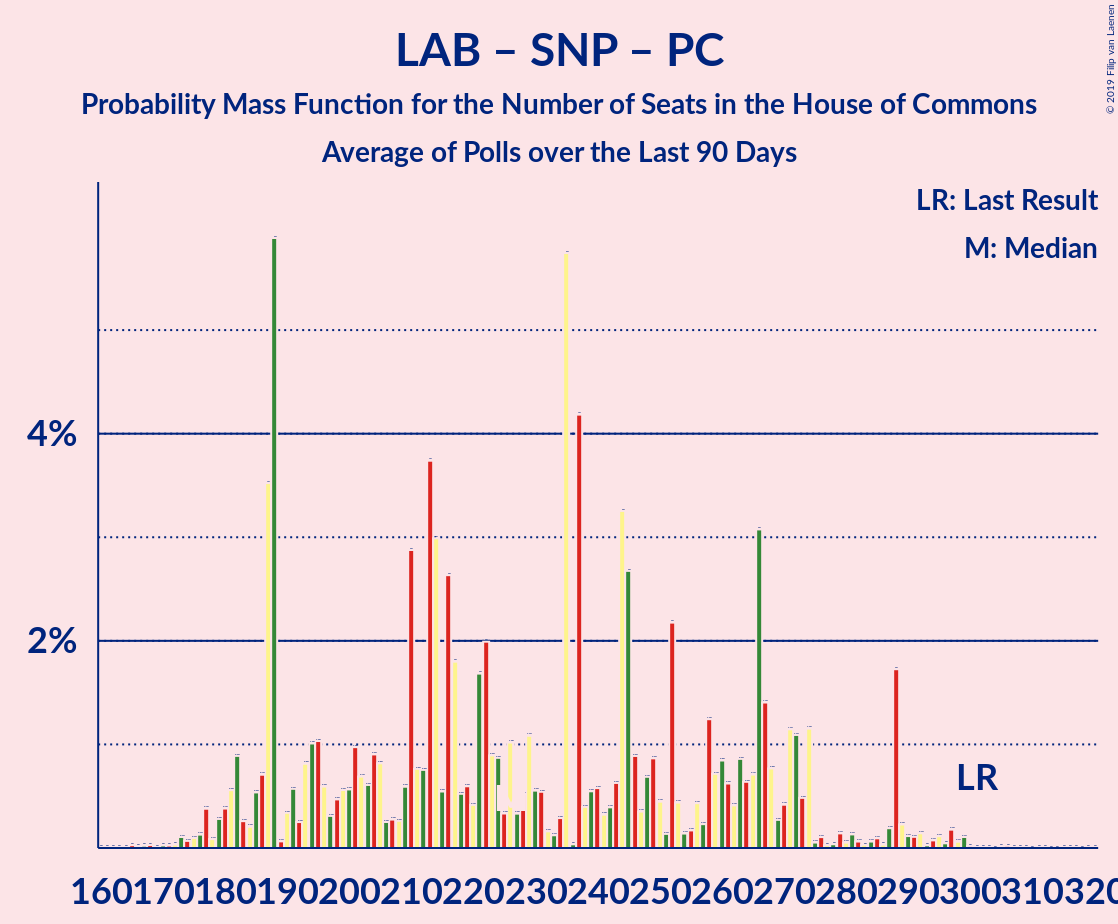 LAB – SNP – PC
Probability Mass Function for the Number of Seats in the House of Commons
Average of Polls over the Last 90 Days
© 2019 Filip van Laenen
LR: Last Result
M: Median
4%
2%
LR
160170180190200210220230240250260270280290300310320